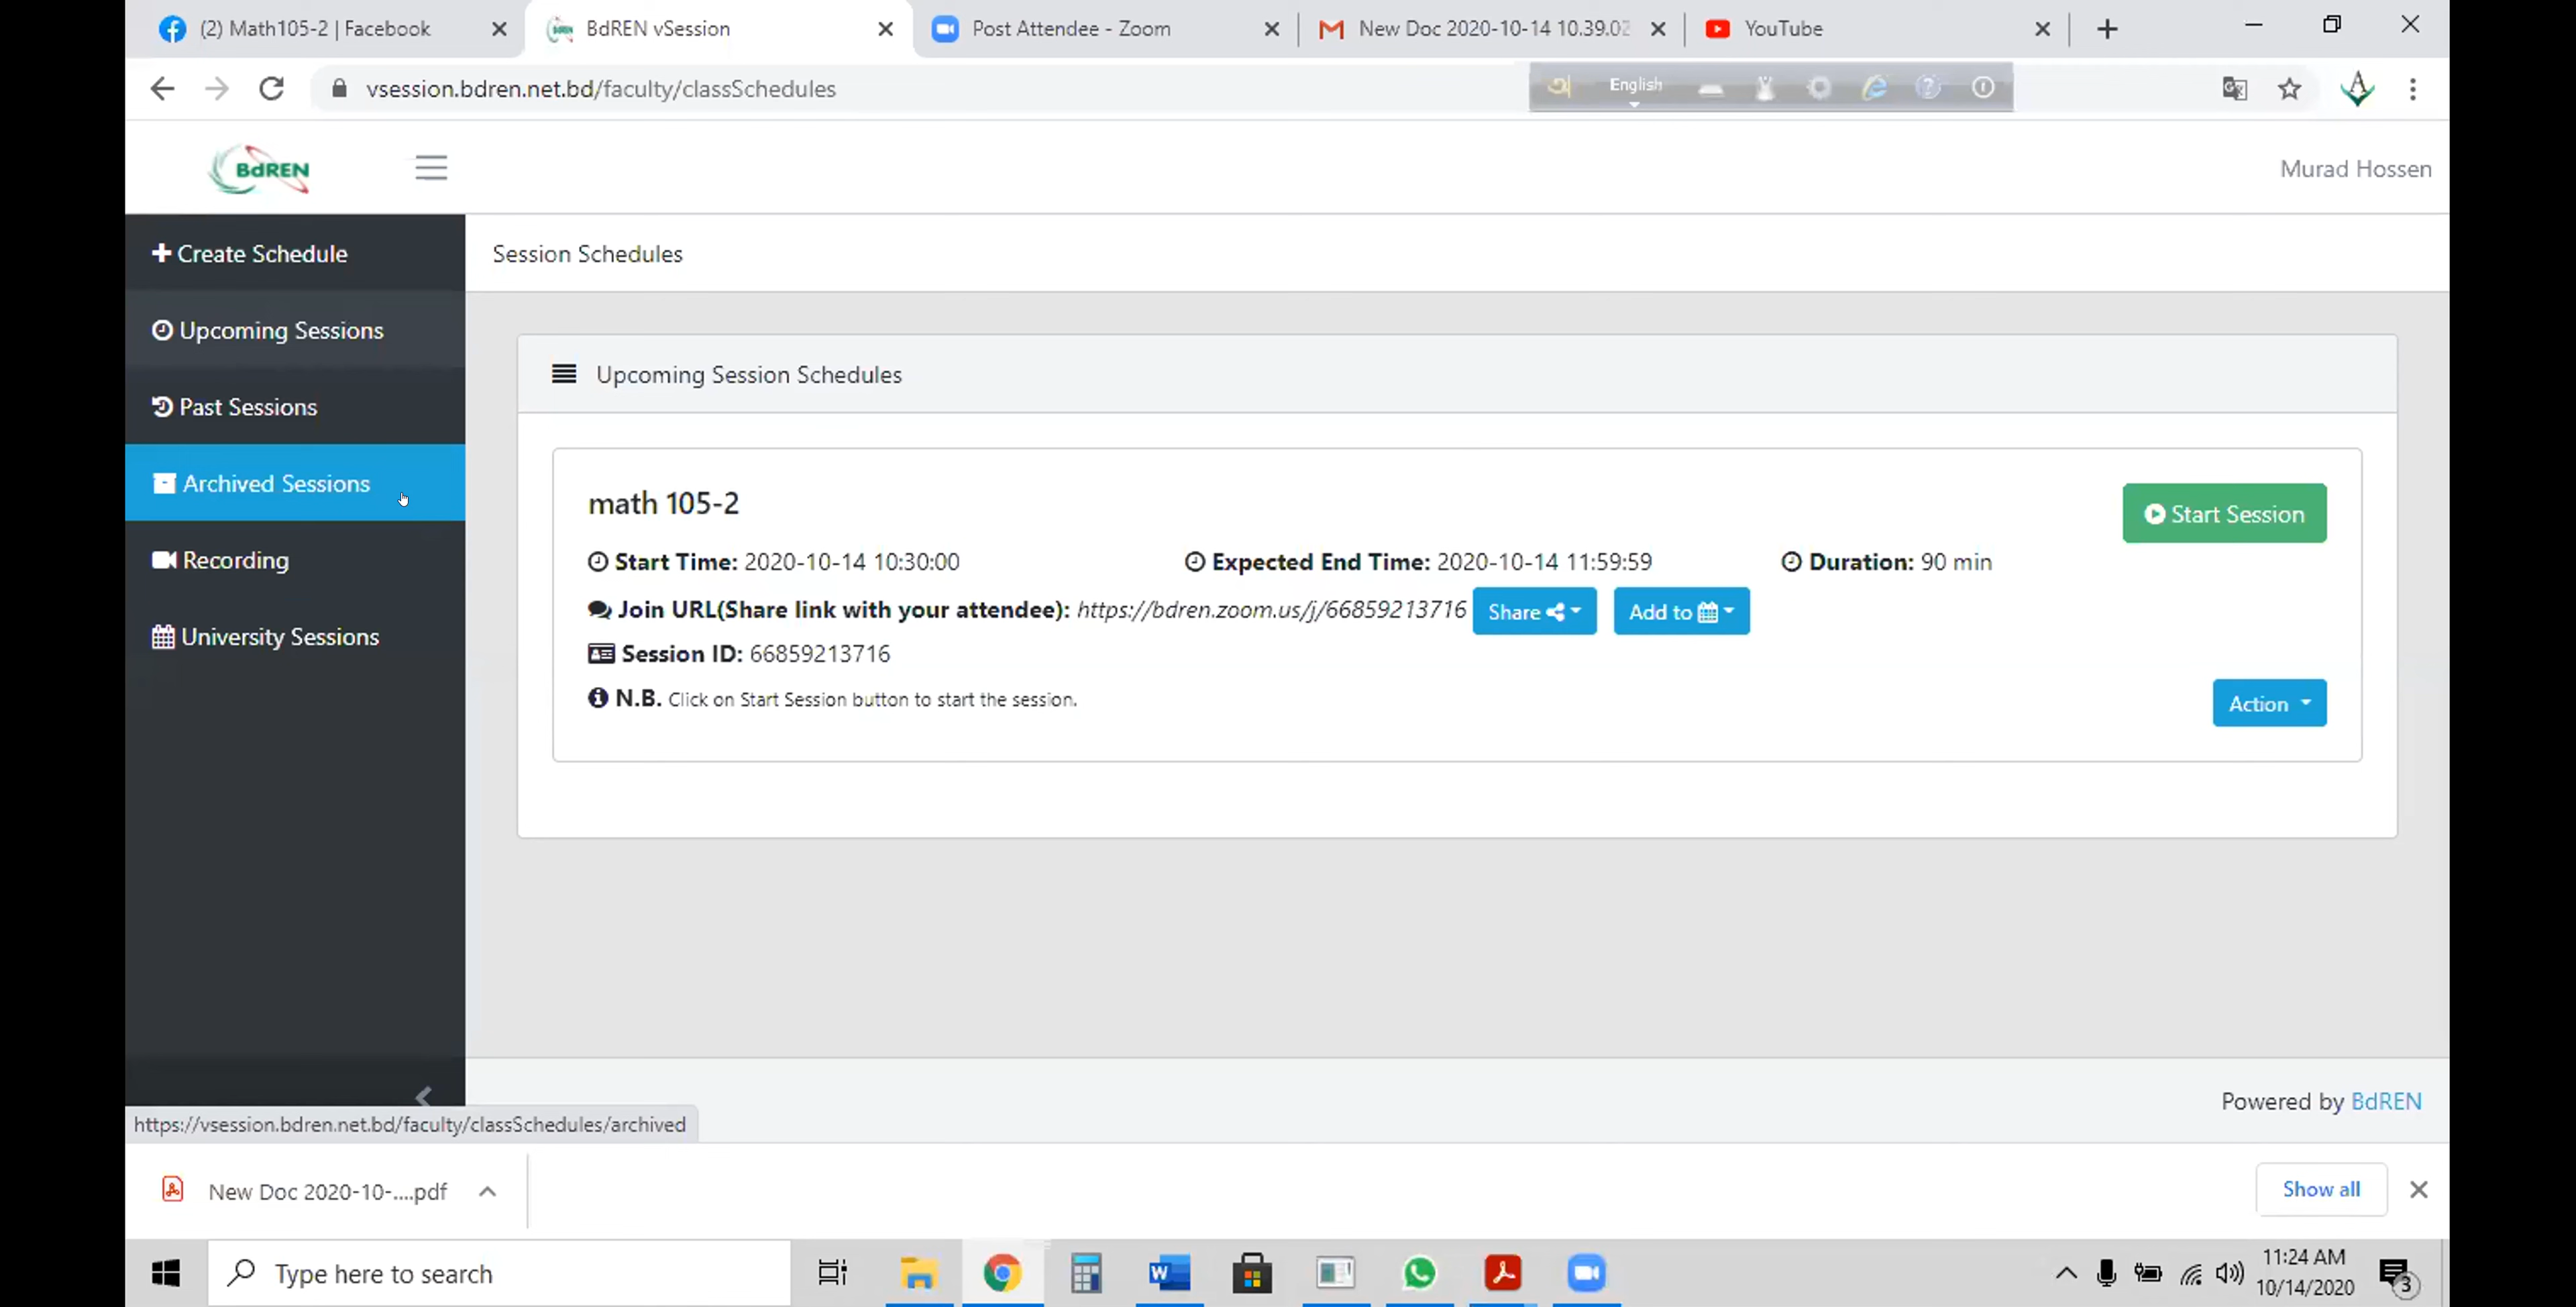 (2) Math105-2 | Facebook
BdREN vSession
Post Attendee - Zoom
New Doc 2020-10-14 10.39.02
YouTube
vsession.bdren.net.bd/faculty/classSchedules
English
BdREN
Murad Hossen
Create Schedule
Upcoming Sessions
Past Sessions
Archived Sessions
Recording
University Sessions
Session Schedules
Upcoming Session Schedules
math 105-2
Start Session
Start Time: 2020-10-14 10:30:00
Expected End Time: 2020-10-14 11:59:59
Duration: 90 min
Join URL(Share link with your attendee): https://bdren.zoom.us/j/66859213716
Share
Add to
Session ID: 66859213716
N.B. Click on Start Session button to start the session.
Action
Powered by BdREN
https://vsession.bdren.net.bd/faculty/classSchedules/archived
New Doc 2020-10-....pdf
Show all
Type here to search
11:24 AM
10/14/2020
3